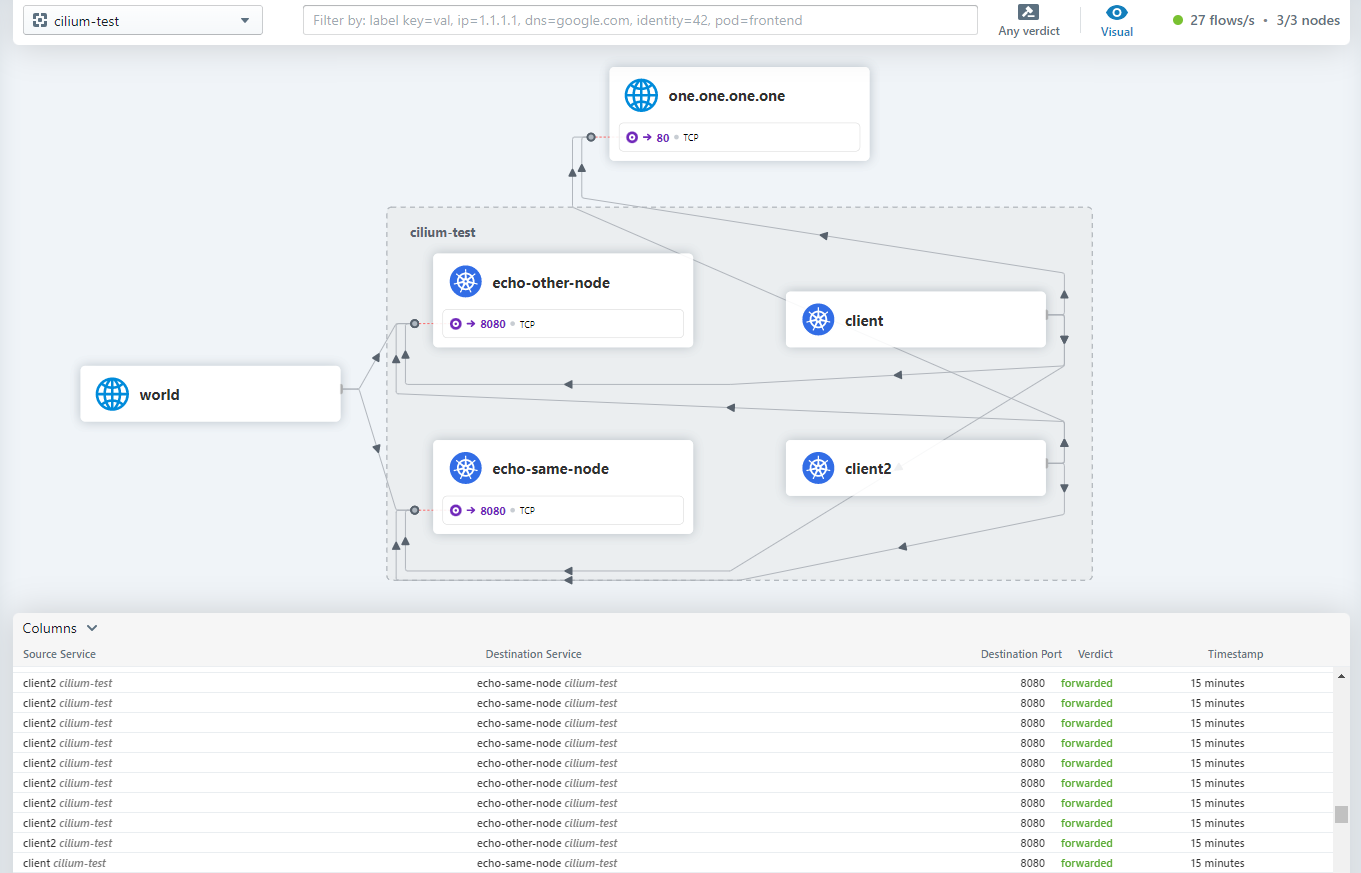 cilium-test
Filter by: label key=val, ip=1.1.1.1, dns=google.com, identity=42, pod=frontend
Any verdict
Visual
27 flows/s • 3/3 nodes
one.one.one.one
80 TCP
cilium-test
echo-other-node
8080 TCP
client
world
echo-same-node
8080 TCP
client2
Columns
Source Service Destination Service Destination Port Verdict Timestamp
client2 cilium-test echo-same-node cilium-test 8080 forwarded 15 minutes
client2 cilium-test echo-same-node cilium-test 8080 forwarded 15 minutes
client2 cilium-test echo-same-node cilium-test 8080 forwarded 15 minutes
client2 cilium-test echo-same-node cilium-test 8080 forwarded 15 minutes
client2 cilium-test echo-other-node cilium-test 8080 forwarded 15 minutes
client2 cilium-test echo-other-node cilium-test 8080 forwarded 15 minutes
client2 cilium-test echo-other-node cilium-test 8080 forwarded 15 minutes
client2 cilium-test echo-other-node cilium-test 8080 forwarded 15 minutes
client2 cilium-test echo-other-node cilium-test 8080 forwarded 15 minutes
client cilium-test echo-same-node cilium-test 8080 forwarded 15 minutes